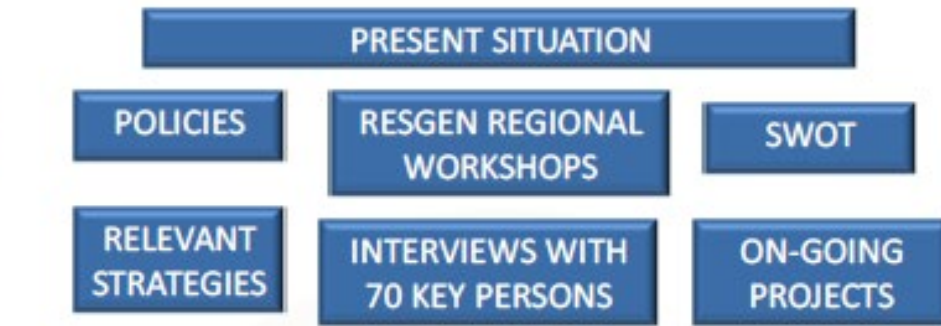 PRESENT SITUATION
POLICIES
RESGEN REGIONAL
WORKSHOPS
SWOT
RELEVANT
STRATEGIES
INTERVIEWS WITH
70 KEY PERSONS
ON-GOING
PROJECTS